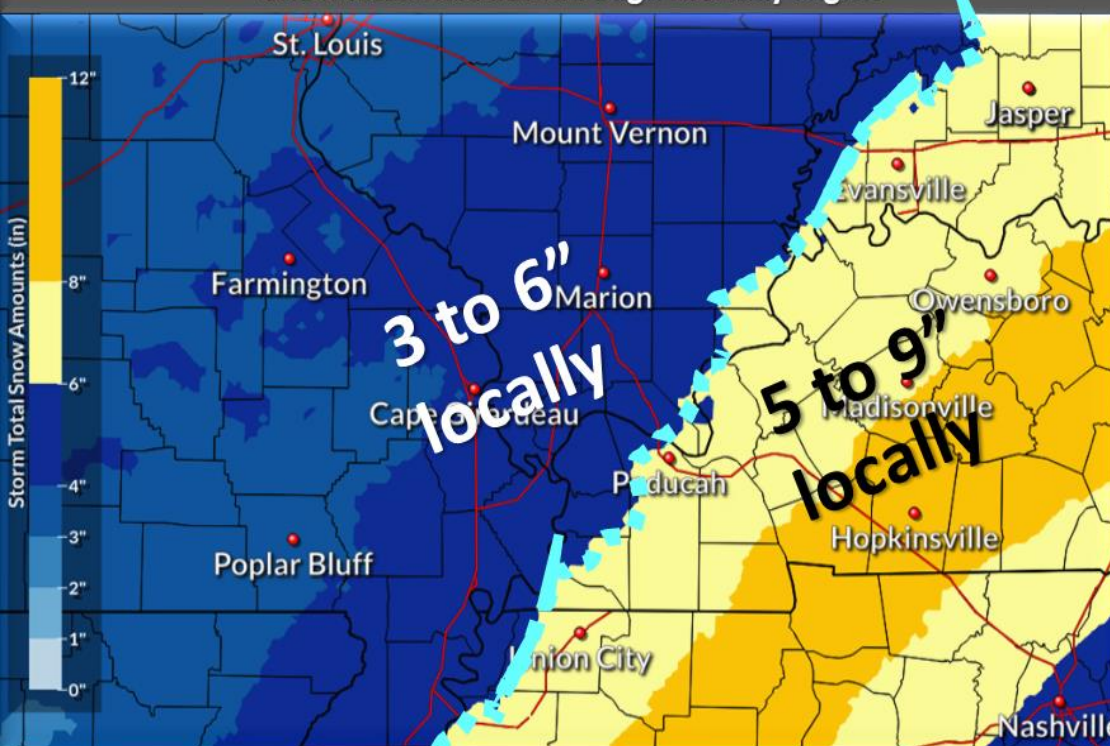 St. Louis
12"
Jasper
Mount Vernon
Evansville
8"
Farmington
3 to 6”
locally
Marion
Owensboro
Storm Total Snow Amounts (in)
6"
5 to 9”
locally
Madisonville
Cape Girardeau
4"
Paducah
Hopkinsville
3"
Poplar Bluff
2"
1"
Union City
0"
Nashville